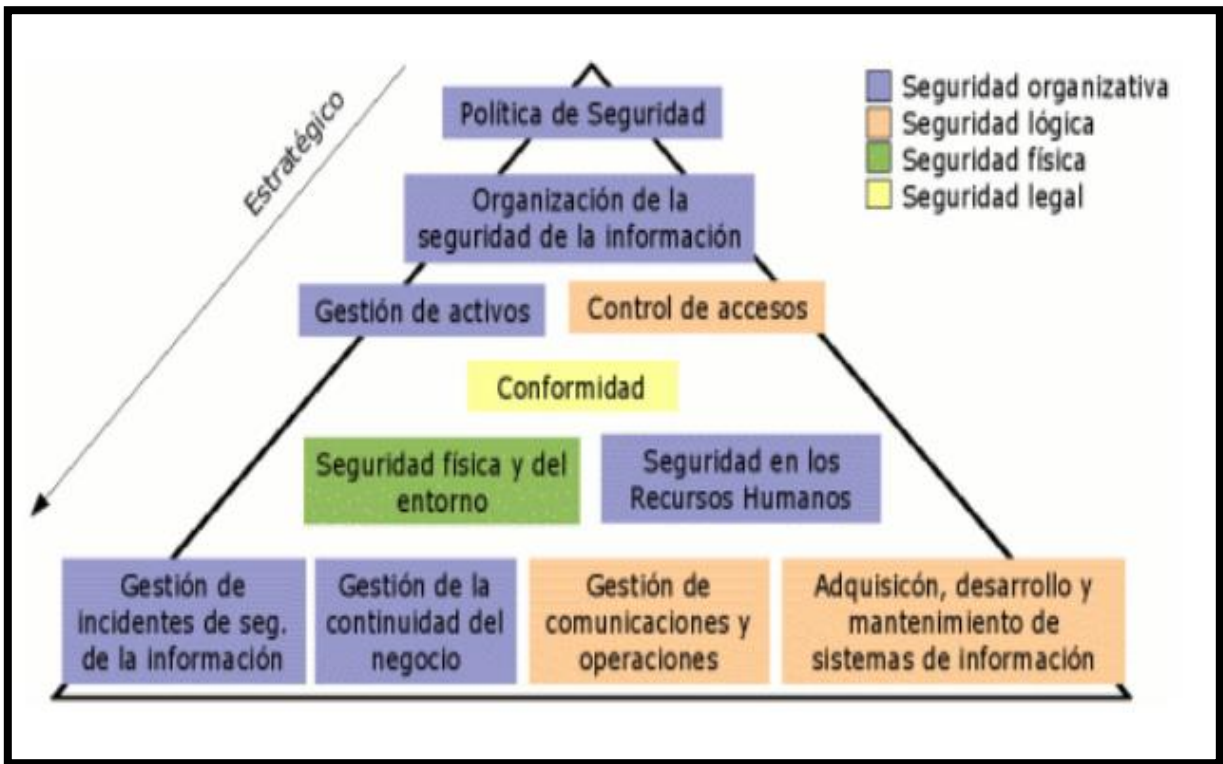 Estratégico
Política de Seguridad
Seguridad organizativa
Seguridad lógica
Seguridad física
Seguridad legal
Organización de la
seguridad de la información
Gestión de activos
Control de accesos
Conformidad
Seguridad física y del
entorno
Seguridad en los
Recursos Humanos
Gestión de
incidentes de seg.
de la información
Gestión de la
continuidad del
negocio
Gestión de
comunicaciones y
operaciones
Adquisicón, desarrollo y
mantenimiento de
sistemas de información